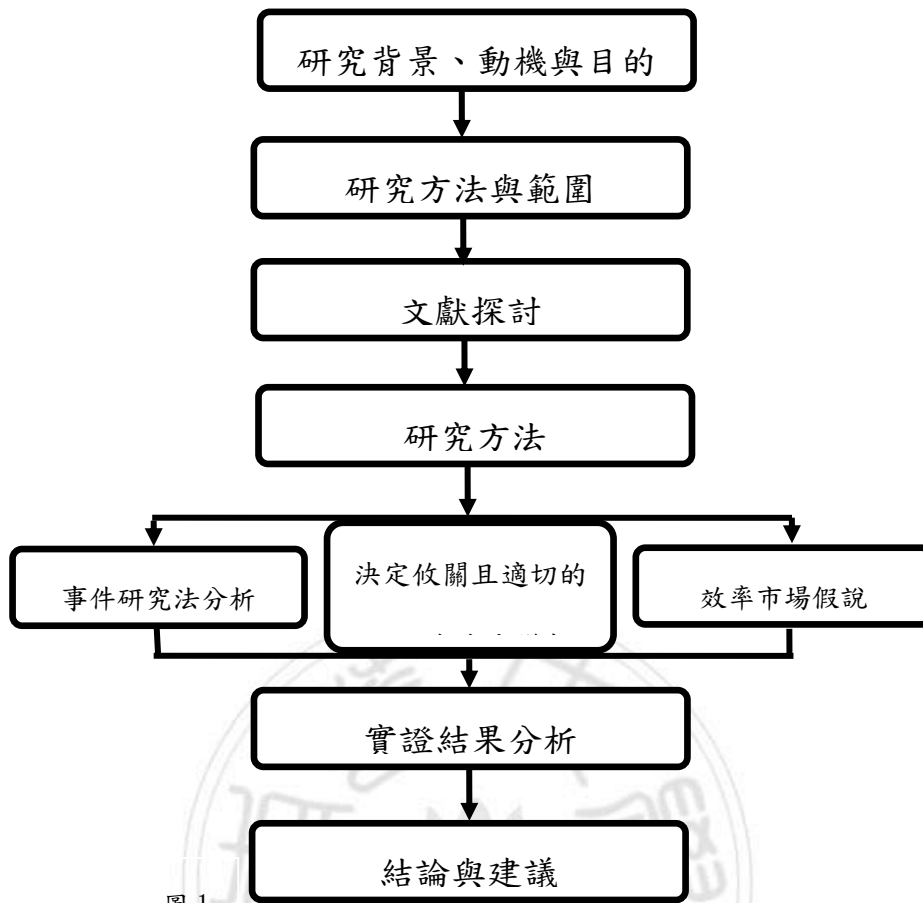 研究背景、動機與目的
研究方法與範圍
文獻探討
研究方法
事件研究法分析
決定攸關且適切的
效率市場假說
實證結果分析
結論與建議
圖 1